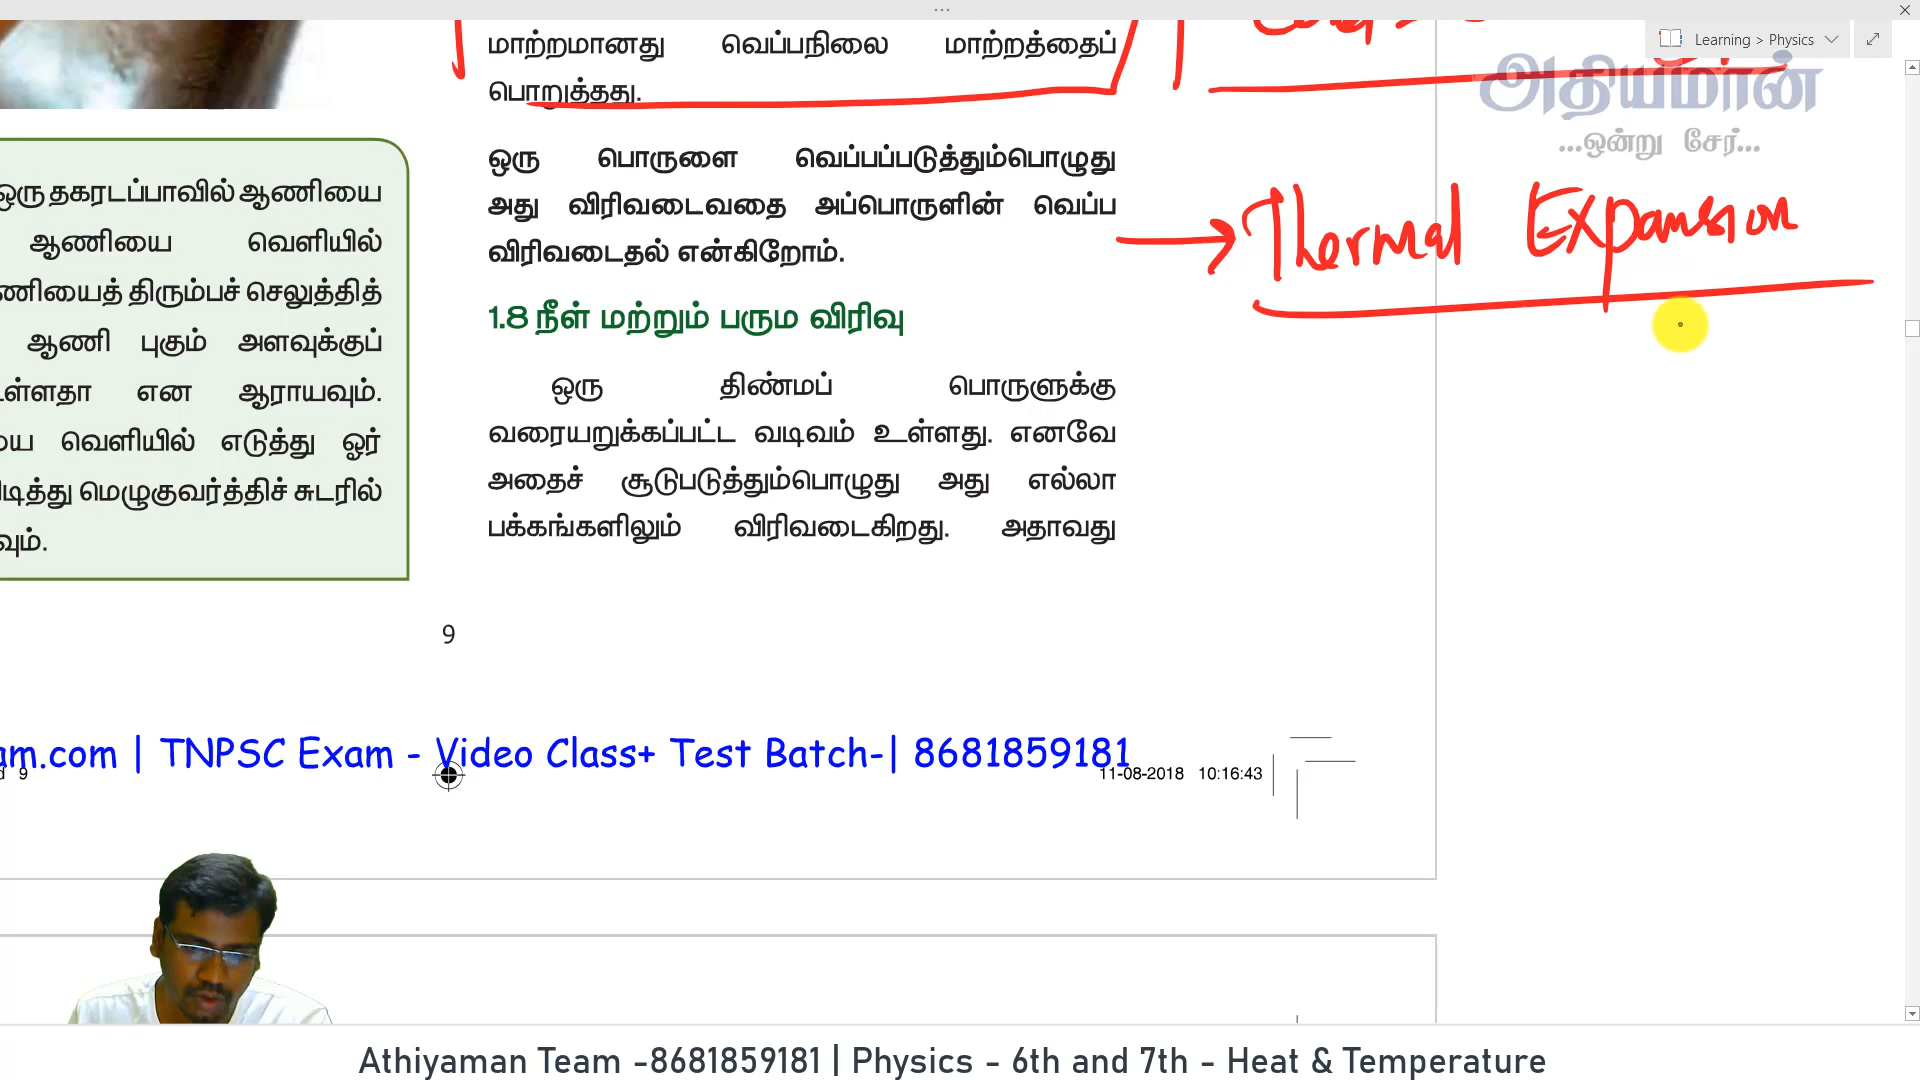 மாற்றமானது வெப்பநிலை மாற்றத்தைப்
பொறுத்தது.
Learning > Physics
அதியமான்
...ஒன்று சேர்...
ஒரு பொருளை வெப்பப்படுத்தும்பொழுது
அது விரிவடைவதை அப்பொருளின் வெப்ப
விரிவடைதல் என்கிறோம்.
Thermal Expansion
1.8 நீள் மற்றும் பரும விரிவு
ஒரு திண்மப் பொருளுக்கு
வரையறுக்கப்பட்ட வடிவம் உள்ளது. எனவே
அதைச் சூடுபடுத்தும்பொழுது அது எல்லா
பக்கங்களிலும் விரிவடைகிறது. அதாவது
ஒரு தகரடப்பாவில் ஆணியை
ஆணியை வெளியில்
ணியைத் திரும்பச் செலுத்தித்
ஆணி புகும் அளவுக்குப்
உள்ளதா என ஆராயவும்.
யை வெளியில் எடுத்து ஓர்
டித்து மெழுகுவர்த்திச் சுடரில்
வும்.
9
am.com | TNPSC Exam - Video Class+ Test Batch-| 8681859181
9
11-08-2018 10:16:43
Athiyaman Team -8681859181 | Physics - 6th and 7th - Heat & Temperature